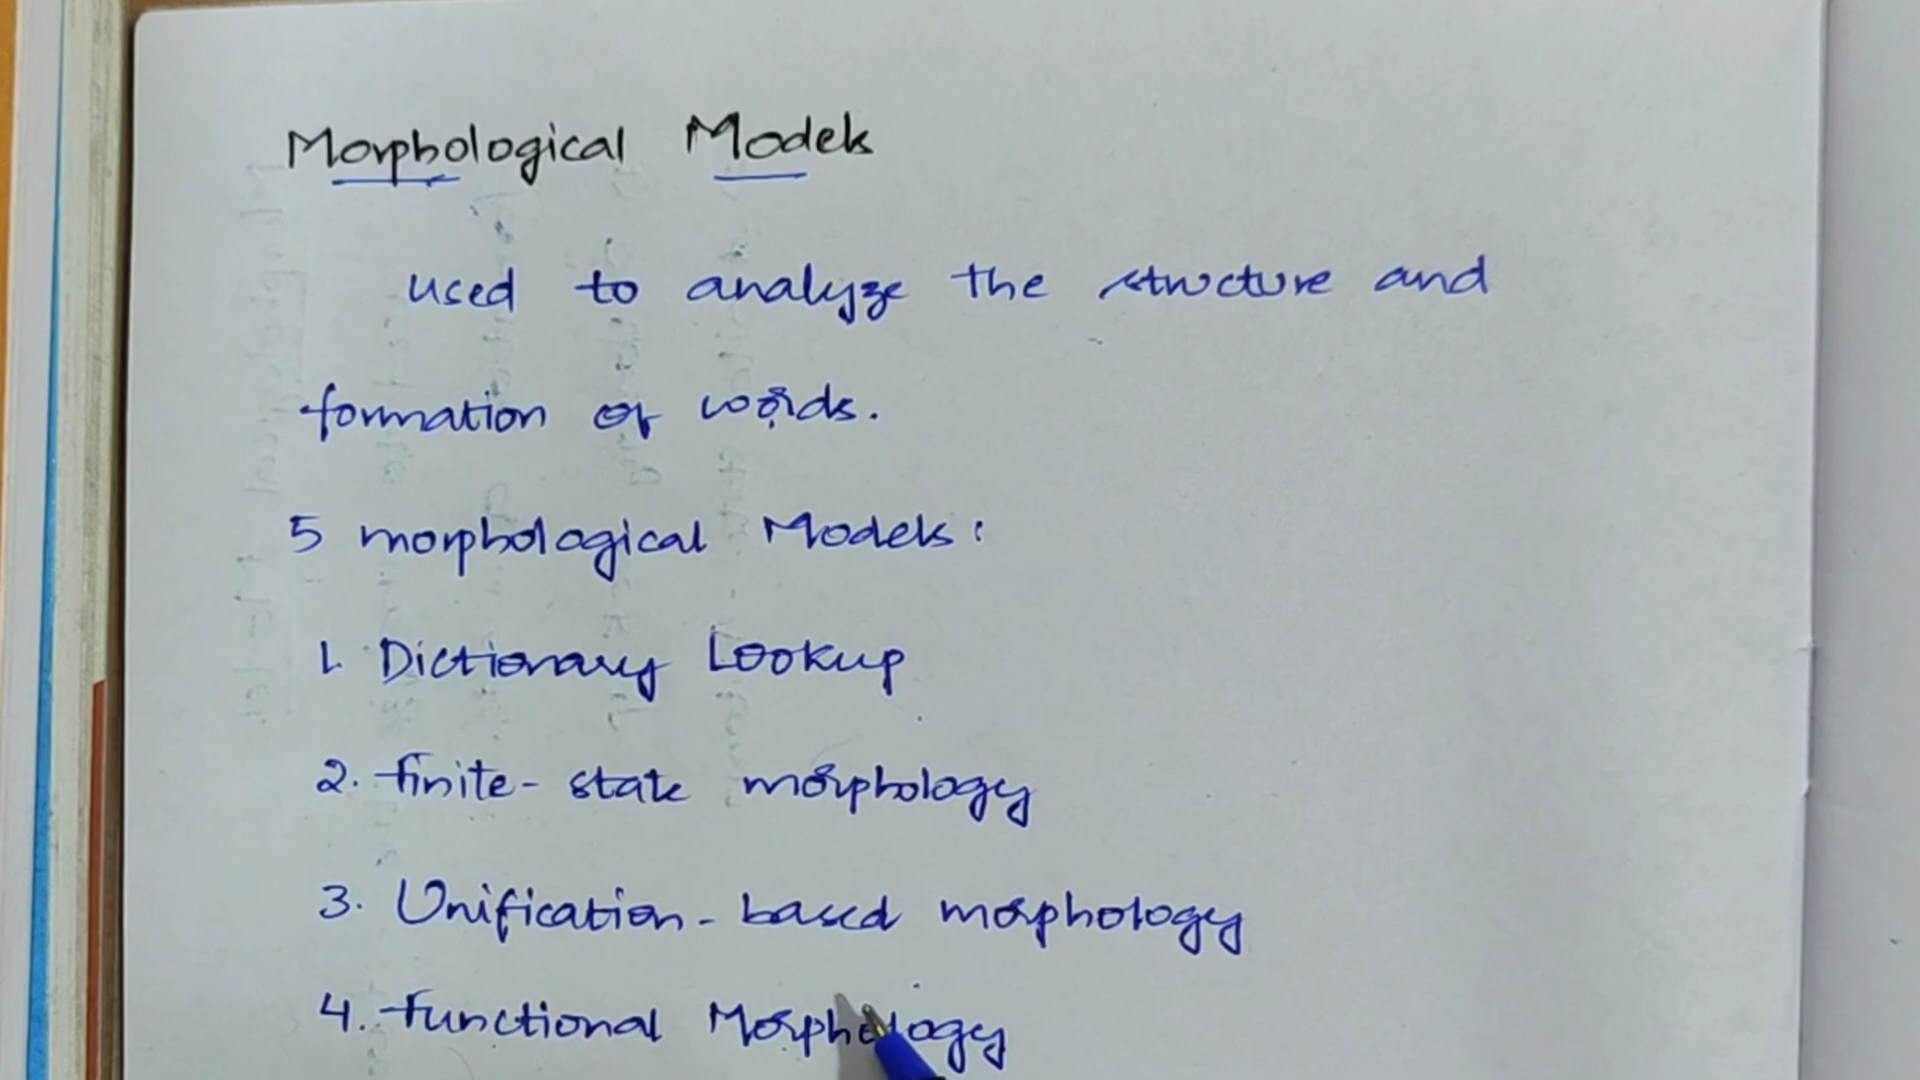 Morphological Models
used to analyze the structure and
formation of words.
5 morphological Models:
1. Dictionary Lookup
2. finite-state morphology
3. Unification-based morphology
4. functional Morphology